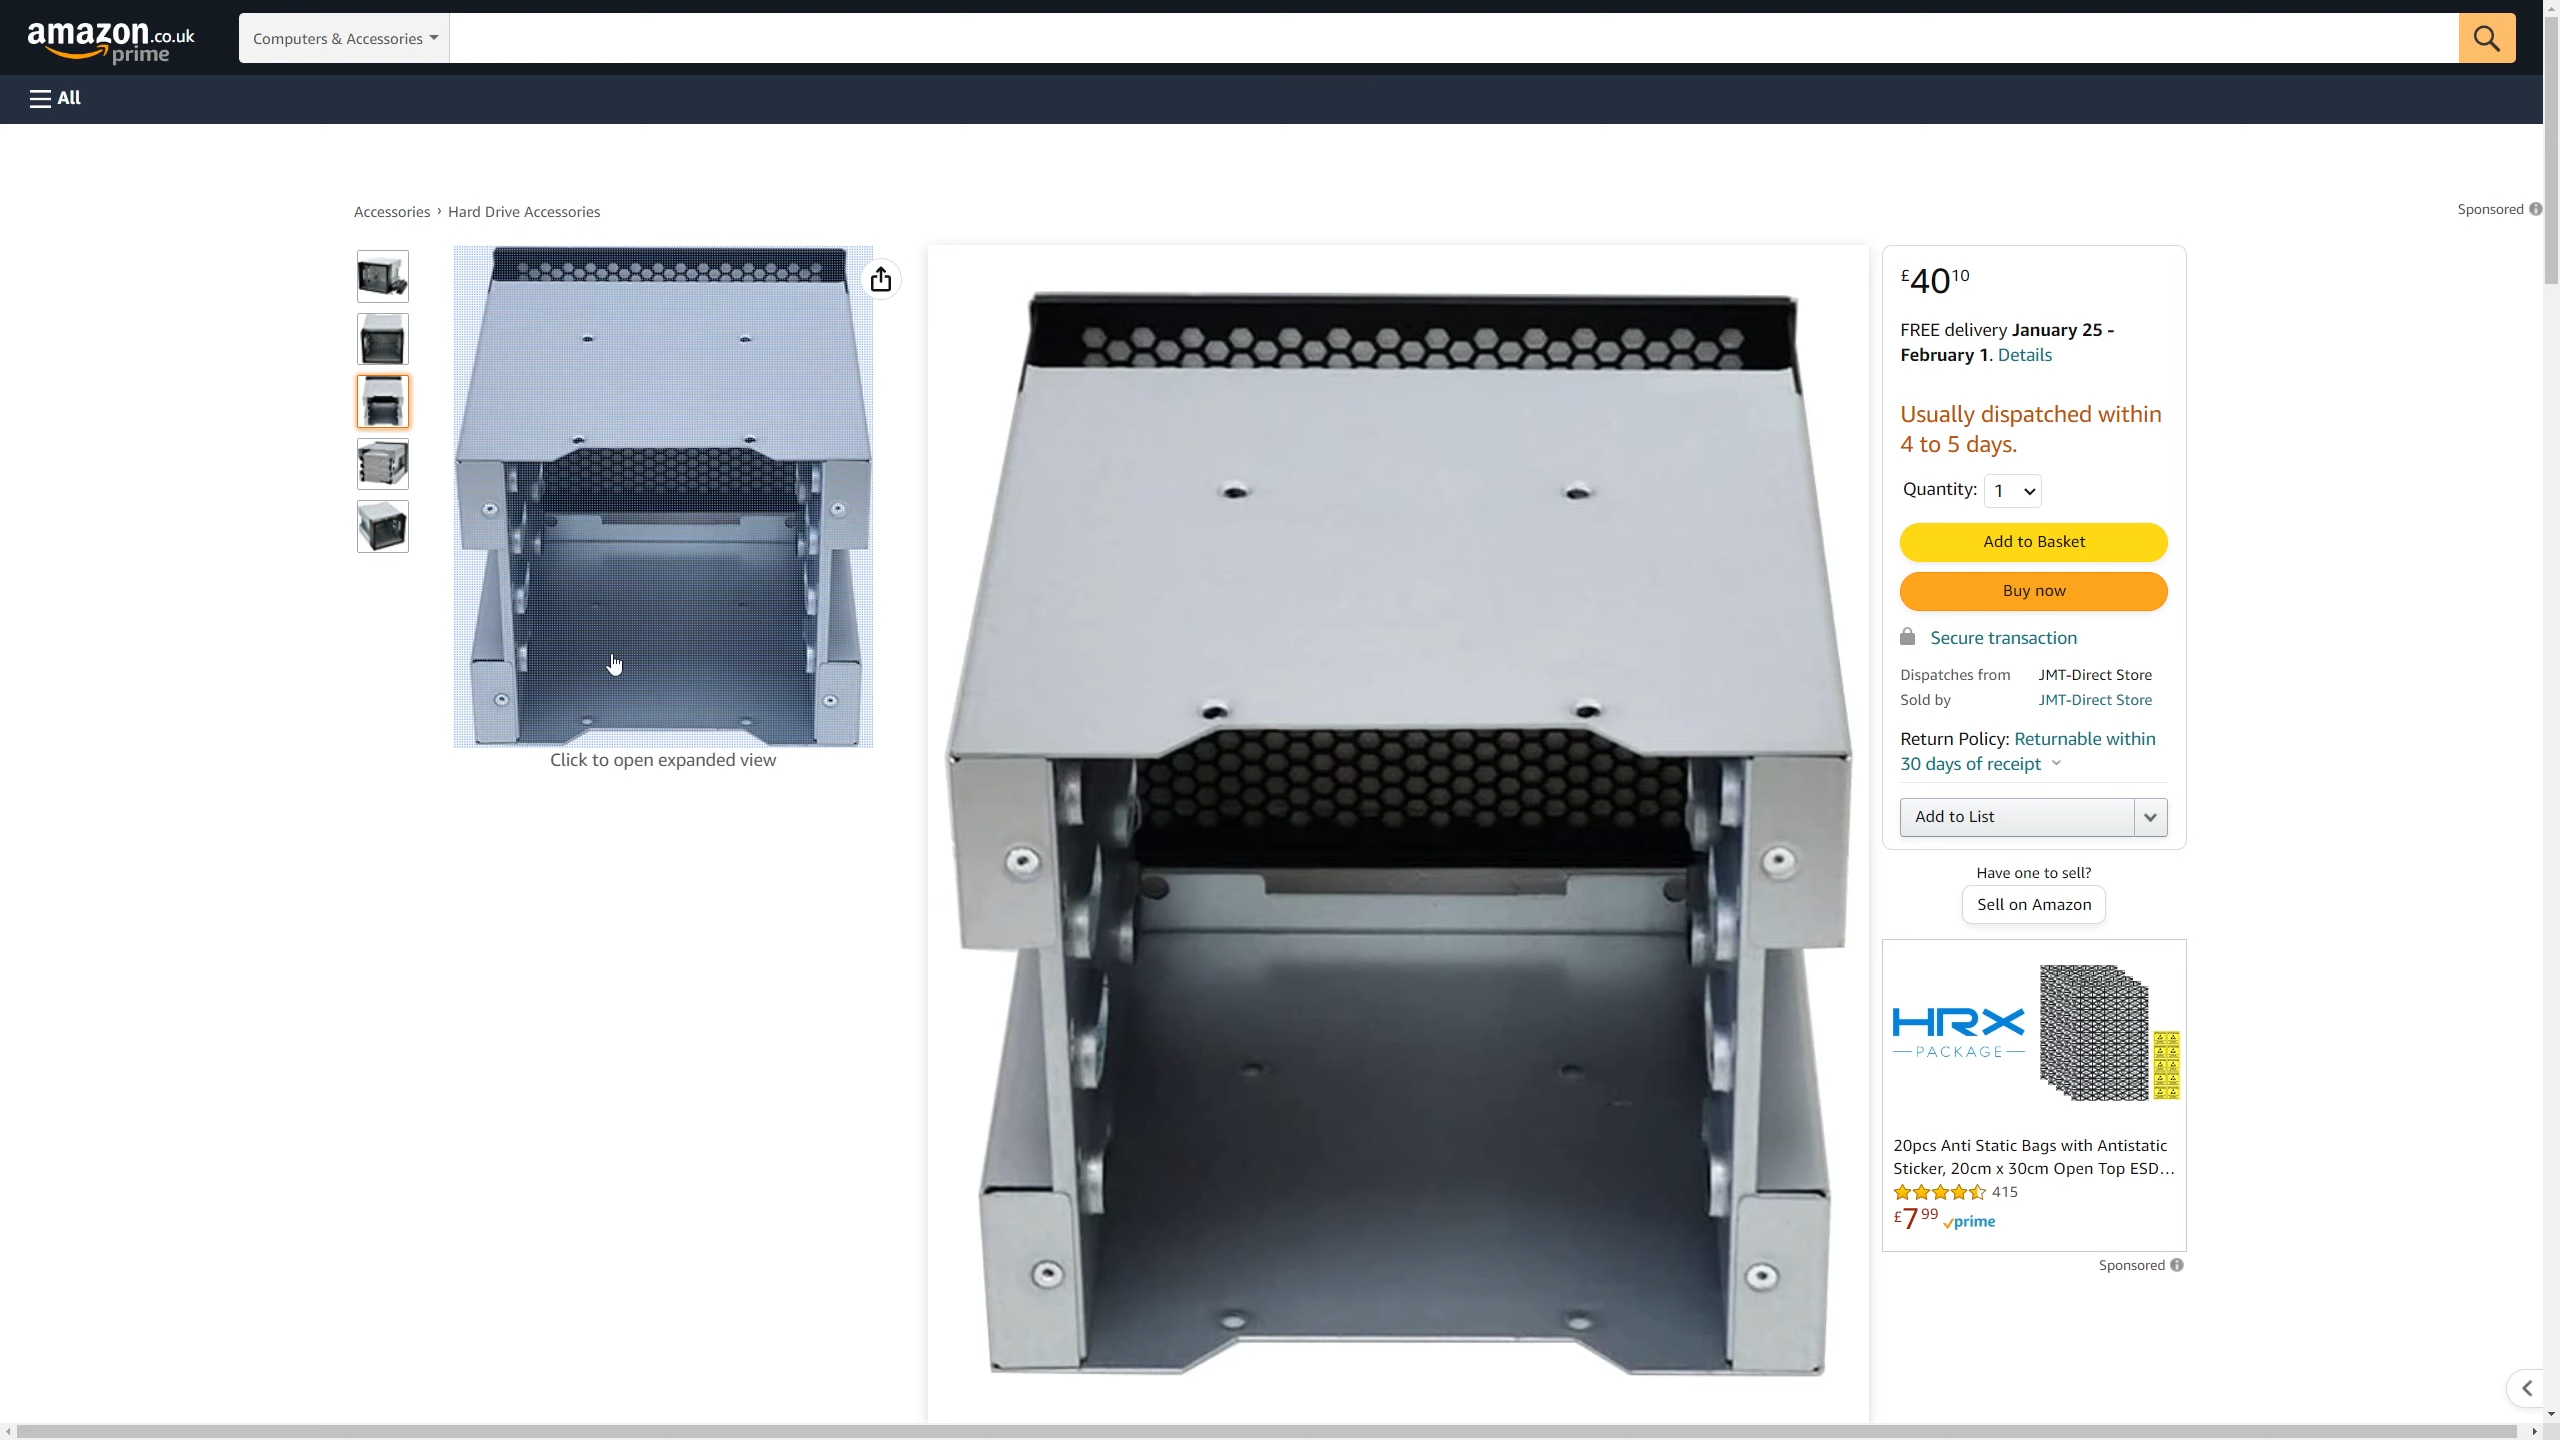 amazon.co.uk
prime
Computers & Accessories
All
Accessories › Hard Drive Accessories
Sponsored
Click to open expanded view
£40.10
FREE delivery January 25 -
February 1. Details
Usually dispatched within
4 to 5 days.
Quantity: 1
Add to Basket
Buy now
Secure transaction
Dispatches from JMT-Direct Store
Sold by JMT-Direct Store
Return Policy: Returnable within
30 days of receipt
Add to List
Have one to sell?
Sell on Amazon
HRX
PACKAGE
20pcs Anti Static Bags with Antistatic
Sticker, 20cm x 30cm Open Top ESD...
415
£7.99 prime
Sponsored